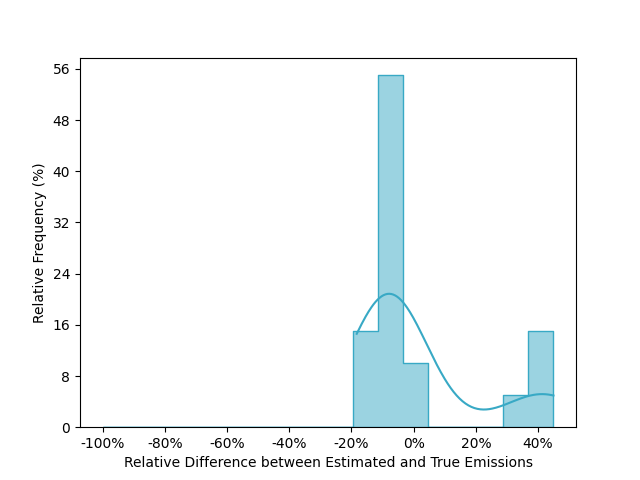 56
48
40
32
24
16
8
0
Relative Frequency (%)
-100% -80% -60% -40% -20% 0% 20% 40%
Relative Difference between Estimated and True Emissions